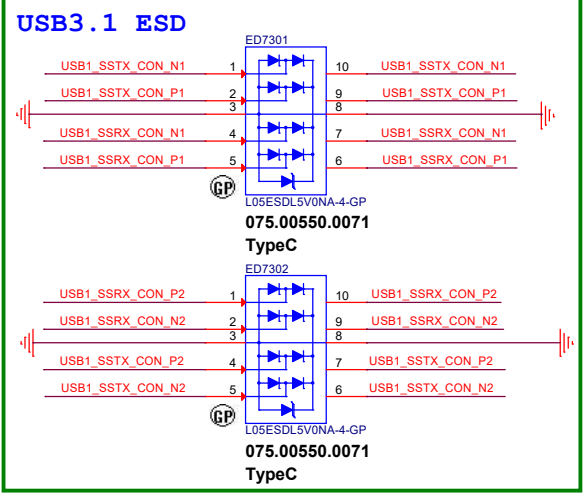 USB3.1 ESD
ED7301
USB1_SSTX_CON_N1 1 10 USB1_SSTX_CON_N1
USB1_SSTX_CON_P1 2 9 USB1_SSTX_CON_P1
3 8
USB1_SSRX_CON_N1 4 7 USB1_SSRX_CON_N1
USB1_SSRX_CON_P1 5 6 USB1_SSRX_CON_P1
GP
L05ESDL5V0NA-4-GP
075.00550.0071
TypeC
ED7302
USB1_SSRX_CON_P2 1 10 USB1_SSRX_CON_P2
USB1_SSRX_CON_N2 2 9 USB1_SSRX_CON_N2
3 8
USB1_SSTX_CON_P2 4 7 USB1_SSTX_CON_P2
USB1_SSTX_CON_N2 5 6 USB1_SSTX_CON_N2
GP
L05ESDL5V0NA-4-GP
075.00550.0071
TypeC